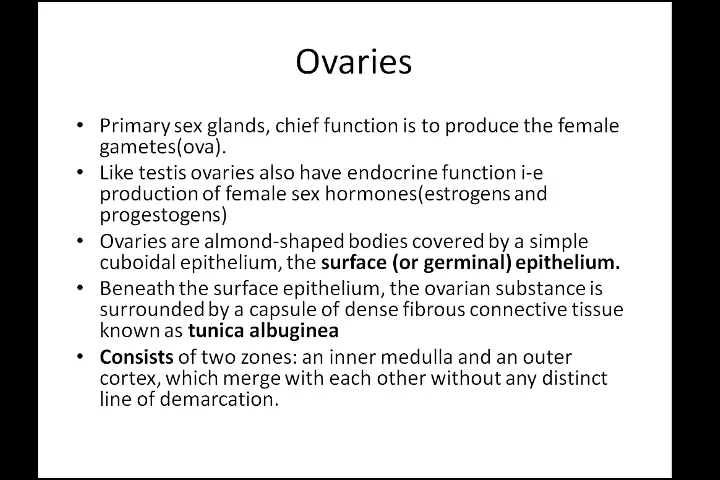 Ovaries
• Primary sex glands, chief function is to produce the female
gametes(ova).
• Like testis ovaries also have endocrine function i-e
production of female sex hormones(estrogens and
progestogens)
• Ovaries are almond-shaped bodies covered by a simple
cuboidal epithelium, the surface (or germinal) epithelium.
• Beneath the surface epithelium, the ovarian substance is
surrounded by a capsule of dense fibrous connective tissue
known as tunica albuginea
• Consists of two zones: an inner medulla and an outer
cortex, which merge with each other without any distinct
line of demarcation.